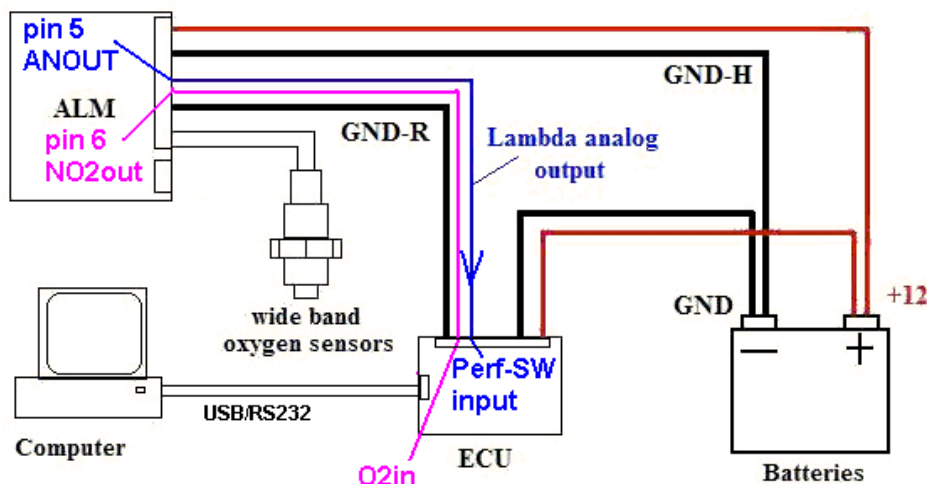 pin 5
ANOUT
ALM
pin 6
NO2out
GND-R
GND-H
Lambda analog
output
wide band
oxygen sensors
GND
+12
Perf-SW
input
USB/RS232
Computer
O2in
ECU
Batteries